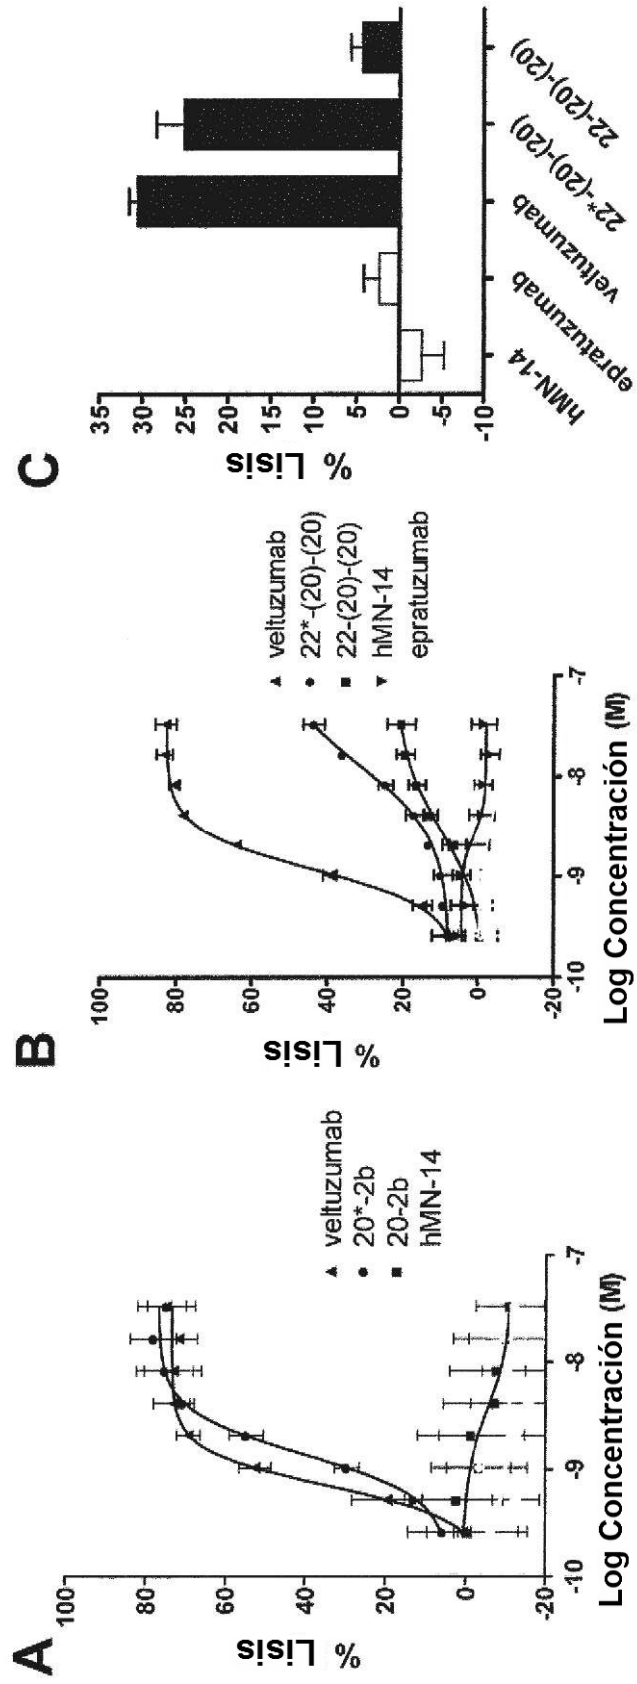 A
% Lisis
100
80
60
40
20
0
-20
-10
-9
-8
-7
Log Concentración (M)
veltuzumab
20*-2b
20-2b
hMN-14
B
% Lisis
100
80
60
40
20
0
-20
-10
-9
-8
-7
Log Concentración (M)
veltuzumab
22*-(20)-(20)
22-(20)-(20)
hMN-14
epratuzumab
C
% Lisis
35
30
25
20
15
10
5
0
-5
-10
hMN-14
epratuzumab
veltuzumab
22*-(20)-(20)
22-(20)-(20)